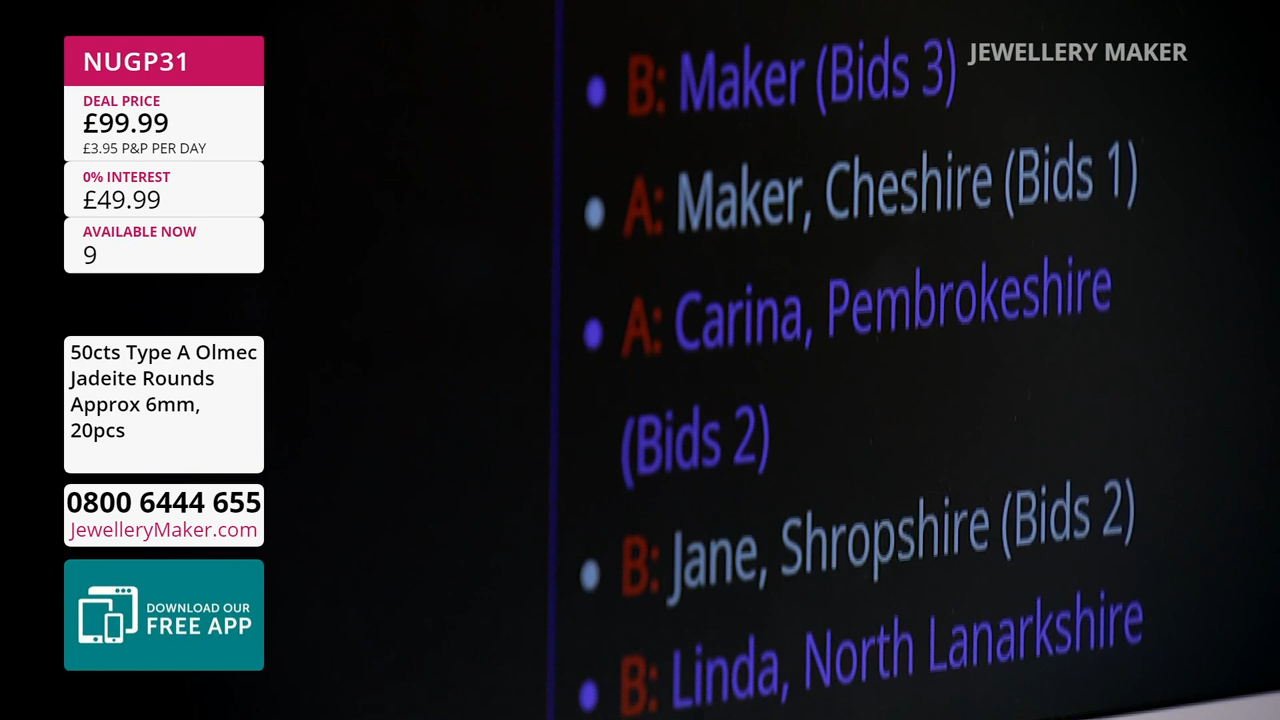 NUGP31
DEAL PRICE
£99.99
£3.95 P&P PER DAY
0% INTEREST
£49.99
AVAILABLE NOW
9
50cts Type A Olmec
Jadeite Rounds
Approx 6mm,
20pcs
0800 6444 655
JewelleryMaker.com
DOWNLOAD OUR
FREE APP
JEWELLERY MAKER
B: Maker (Bids 3)
A: Maker, Cheshire (Bids 1)
A: Carina, Pembrokeshire
(Bids 2)
B: Jane, Shropshire (Bids 2)
B: Linda, North Lanarkshire